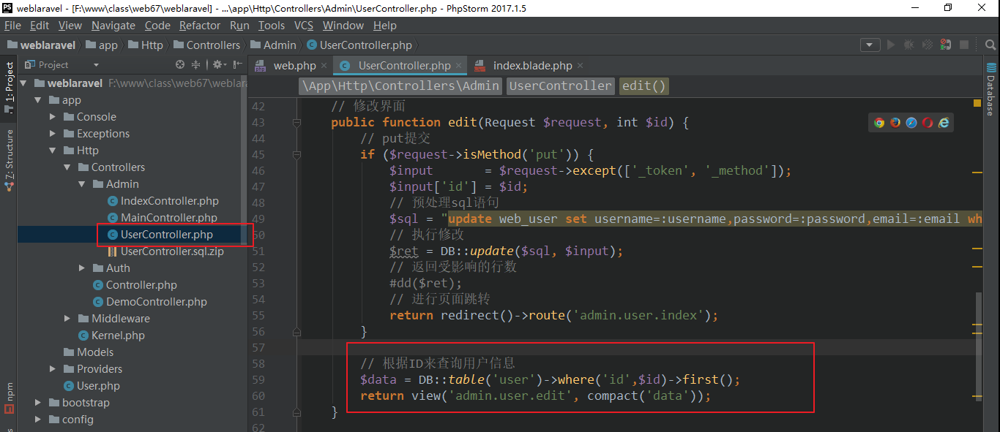 weblaravel - [F:\www\class\web67\weblaravel] - ...\app\Http\Controllers\Admin\UserController.php - PhpStorm 2017.1.5
File Edit View Navigate Code Refactor Run Tools VCS Window Help
weblaravel app Http Controllers Admin UserController.php
Project
web.php × UserController.php × index.blade.php ×
1: Project
7: Structure
npm
Database
weblaravel F:\www\class\web67\weblara
app
Console
Exceptions
Http
Controllers
Admin
IndexController.php
MainController.php
UserController.php
UserController.sql.zip
Auth
Controller.php
DemoController.php
Middleware
Kernel.php
Models
Providers
User.php
bootstrap
config
\App\Http\Controllers\Admin UserController edit()
42 // 修改界面
43 public function edit(Request $request, int $id) {
44 // put提交
45 if ($request->isMethod('put')) {
46 $input = $request->except(['_token', '_method']);
47 $input['id'] = $id;
48 // 预处理sql语句
49 $sql = "update web_user set username=:username,password=:password,email=:email wh
50 // 执行修改
51 $ret = DB::update($sql, $input);
52 // 返回受影响的行数
53 #dd($ret);
54 // 进行页面跳转
55 return redirect()->route('admin.user.index');
56 }
57
58 // 根据ID来查询用户信息
59 $data = DB::table('user')->where('id',$id)->first();
60 return view('admin.user.edit', compact('data'));
61 }
62